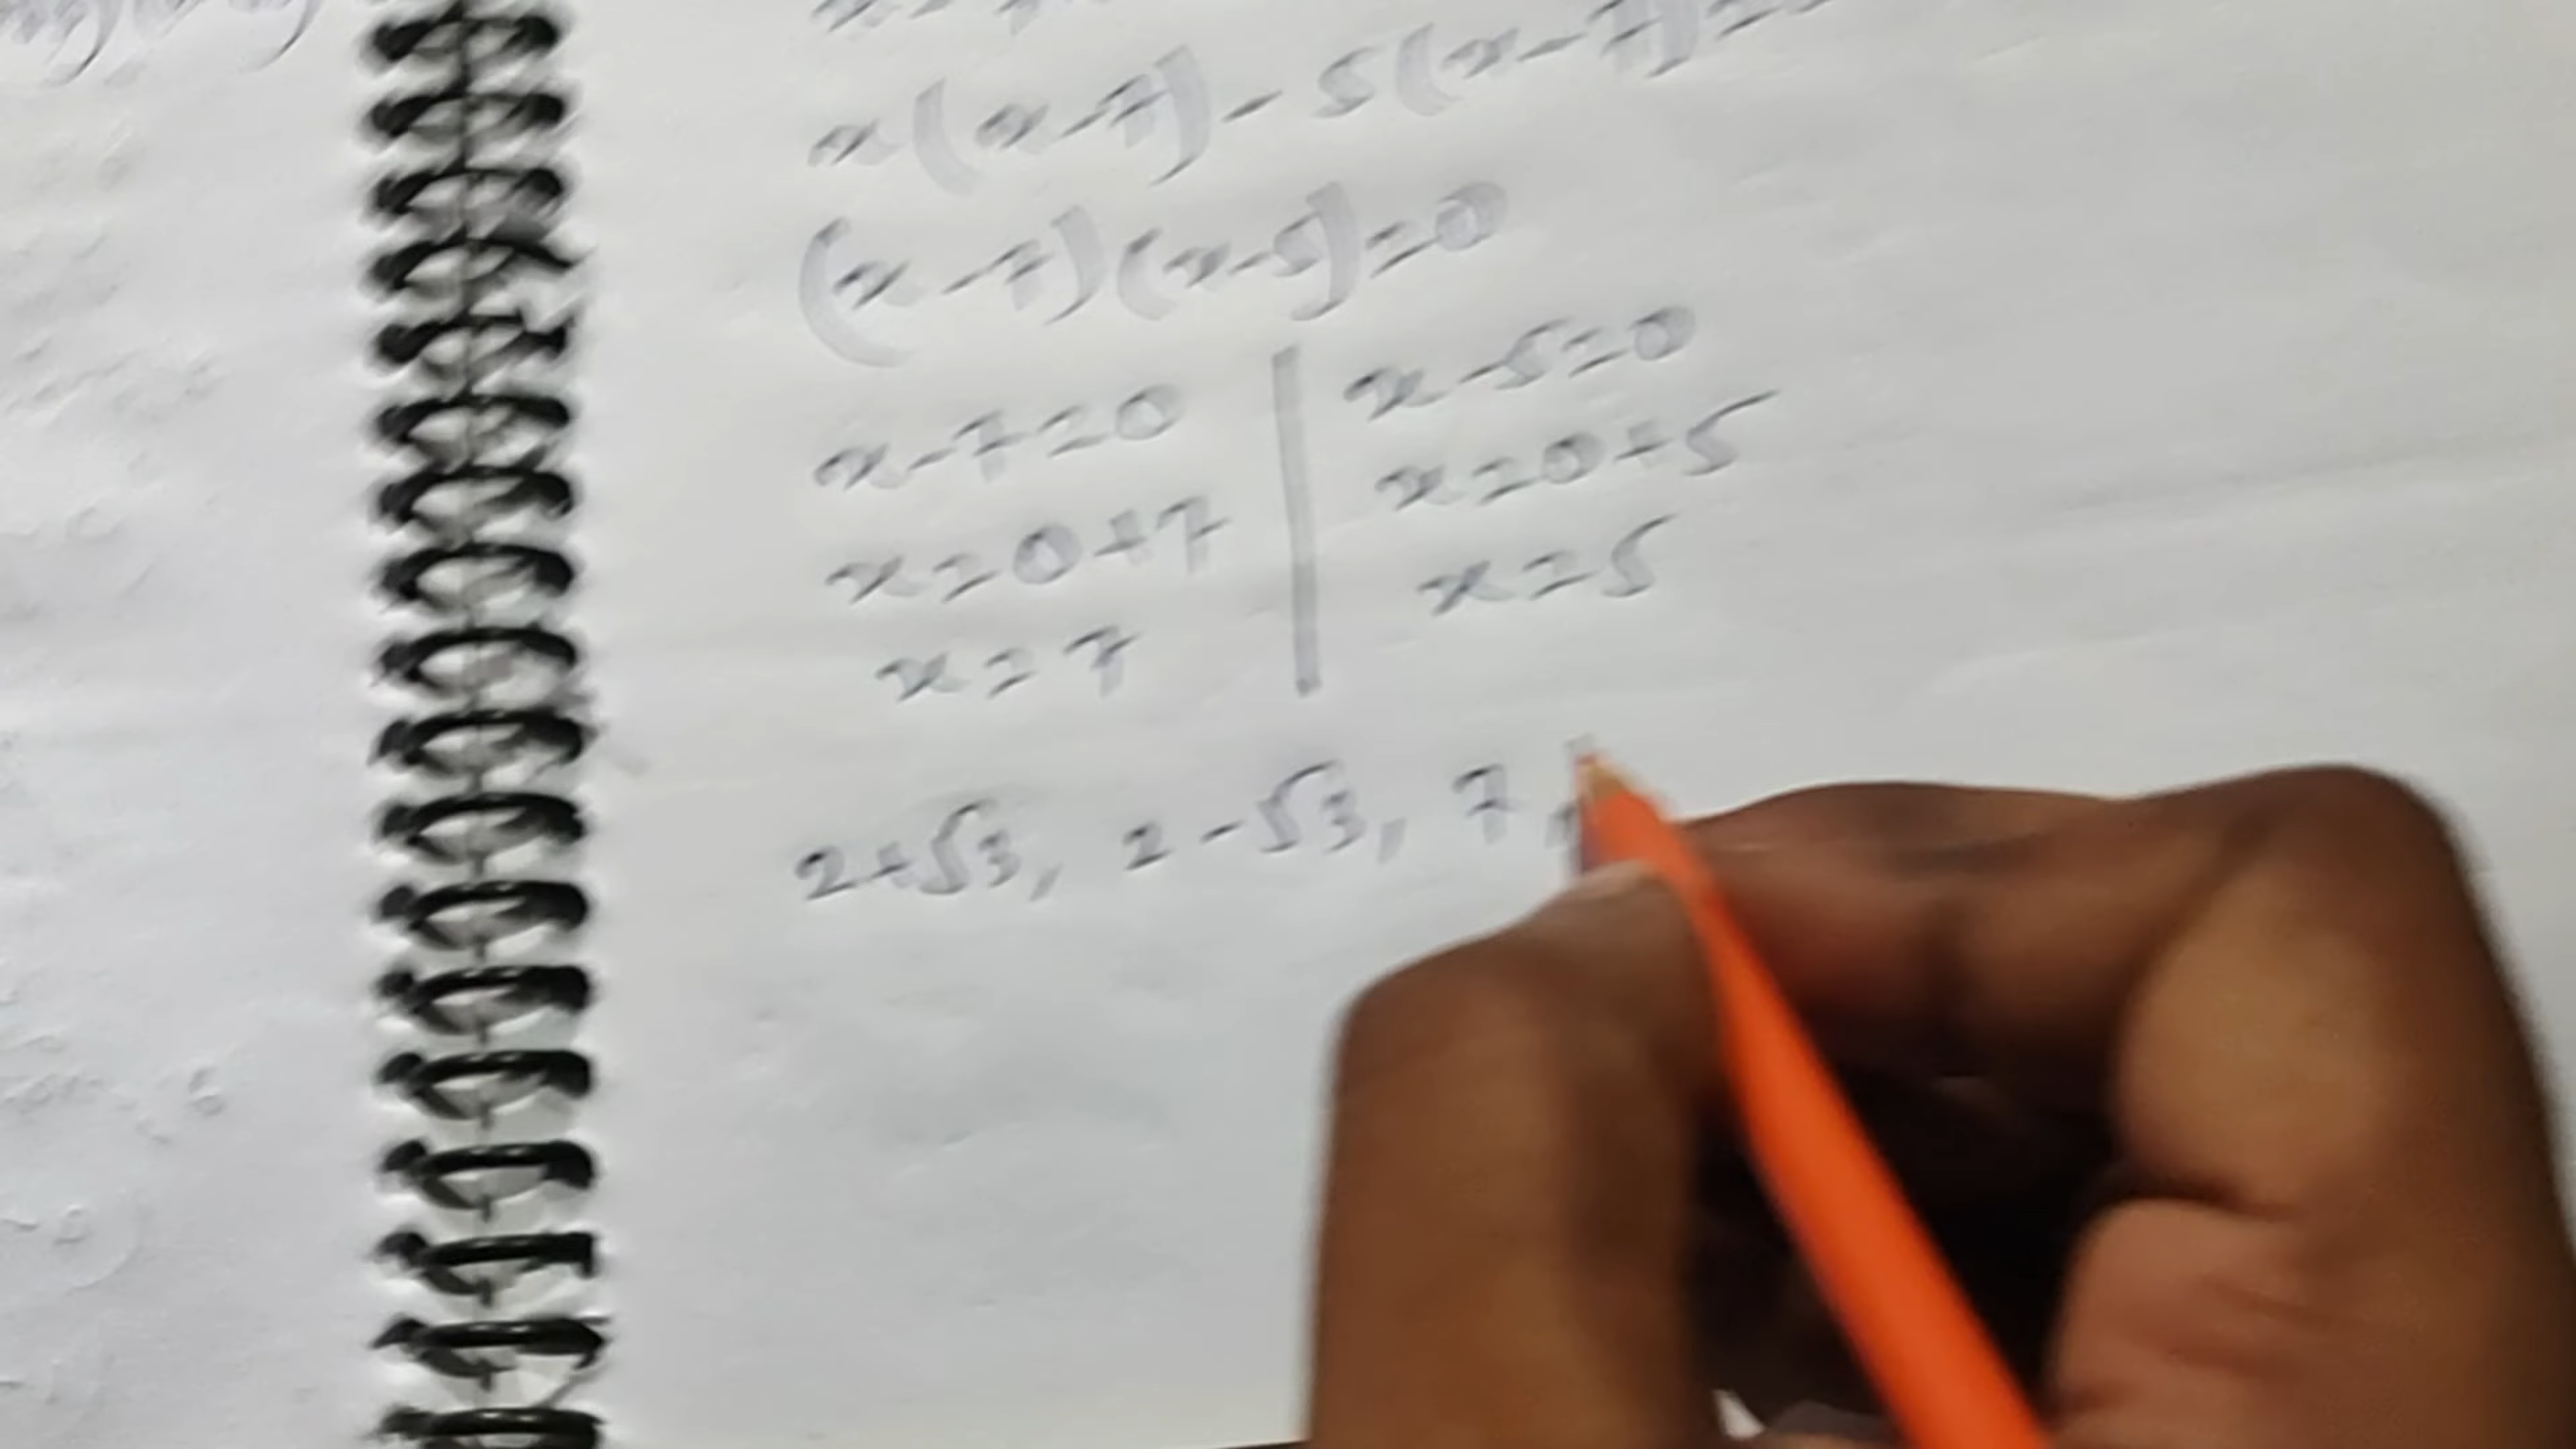 x(x-7)-5(x-7)=
(x-7)(x-5)=0
x-7=0
x=0+7
x=7
x-5=0
x=0+5
x=5
2+√3, 2-√3, 7,